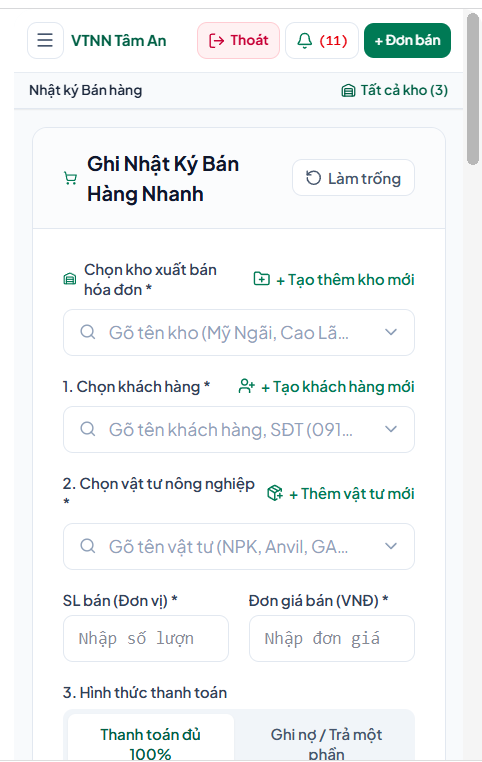 VTNN Tâm An
Thoát
(11)
+ Đơn bán
Nhật ký Bán hàng
Tất cả kho (3)
Ghi Nhật Ký Bán
Hàng Nhanh
Làm trống
Chọn kho xuất bán
hóa đơn *
+ Tạo thêm kho mới
Gõ tên kho (Mỹ Ngãi, Cao Lã...
1. Chọn khách hàng *
+ Tạo khách hàng mới
Gõ tên khách hàng, SĐT (091...
2. Chọn vật tư nông nghiệp
*
+ Thêm vật tư mới
Gõ tên vật tư (NPK, Anvil, GA...
SL bán (Đơn vị) *
Đơn giá bán (VNĐ) *
Nhập số lượn
Nhập đơn giá
3. Hình thức thanh toán
Thanh toán đủ
100%
Ghi nợ / Trả một
phần